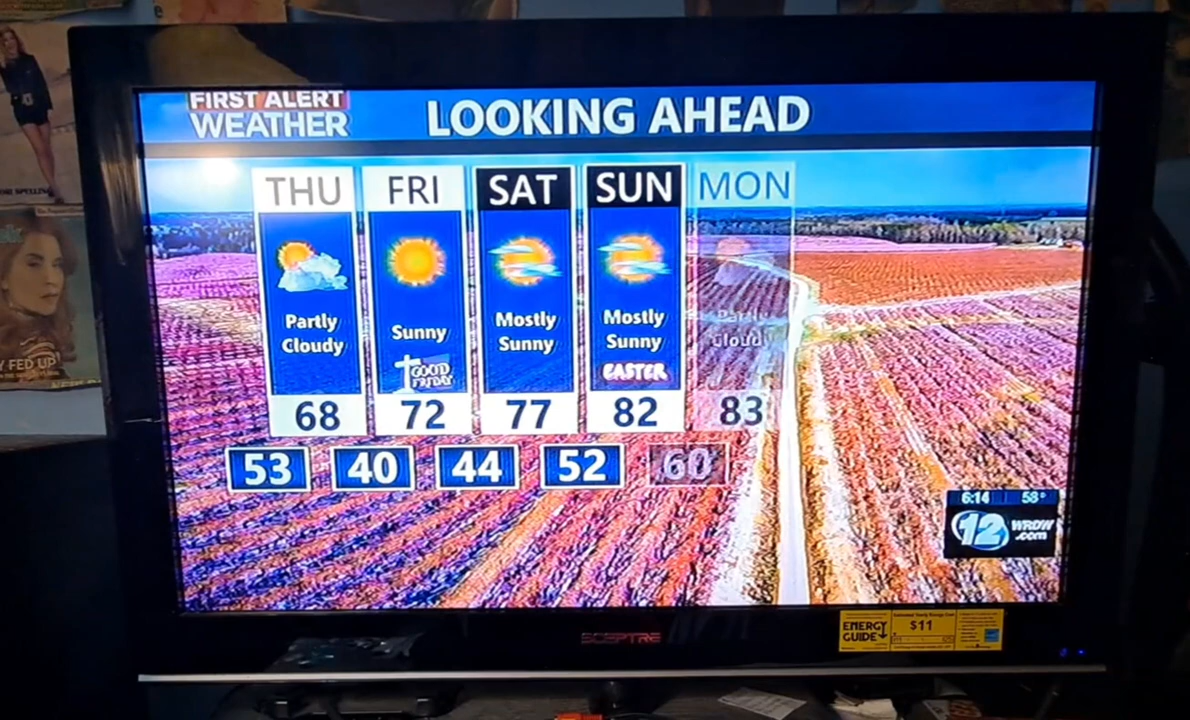 FIRST ALERT
WEATHER
LOOKING AHEAD
THU
FRI
SAT
SUN
MON
Partly
Cloudy
Sunny
Mostly
Sunny
Mostly
Sunny
Partly
Cloudy
GOOD
FRIDAY
EASTER
68
72
77
82
83
53
40
44
52
60
6:14 58°
12 WRDW
.com
SCEPTRE
ENERGY
GUIDE
$11
FED UP